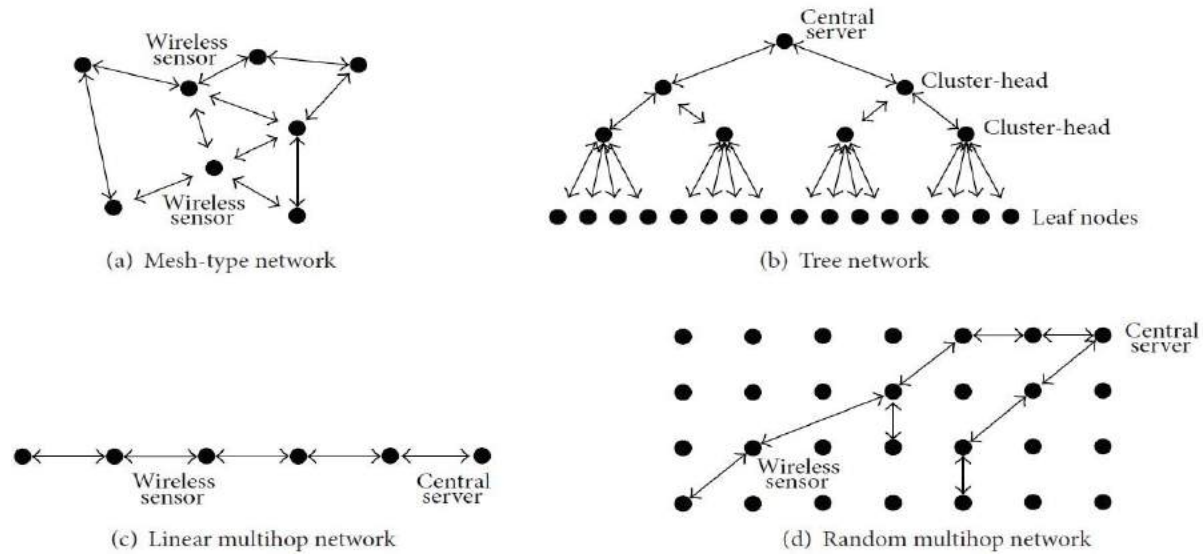 Wireless
sensor
Wireless
sensor
(a) Mesh-type network
Central
server
Cluster-head
Cluster-head
Leaf nodes
(b) Tree network
Wireless
sensor
Central
server
(c) Linear multihop network
Central
server
Wireless
sensor
(d) Random multihop network